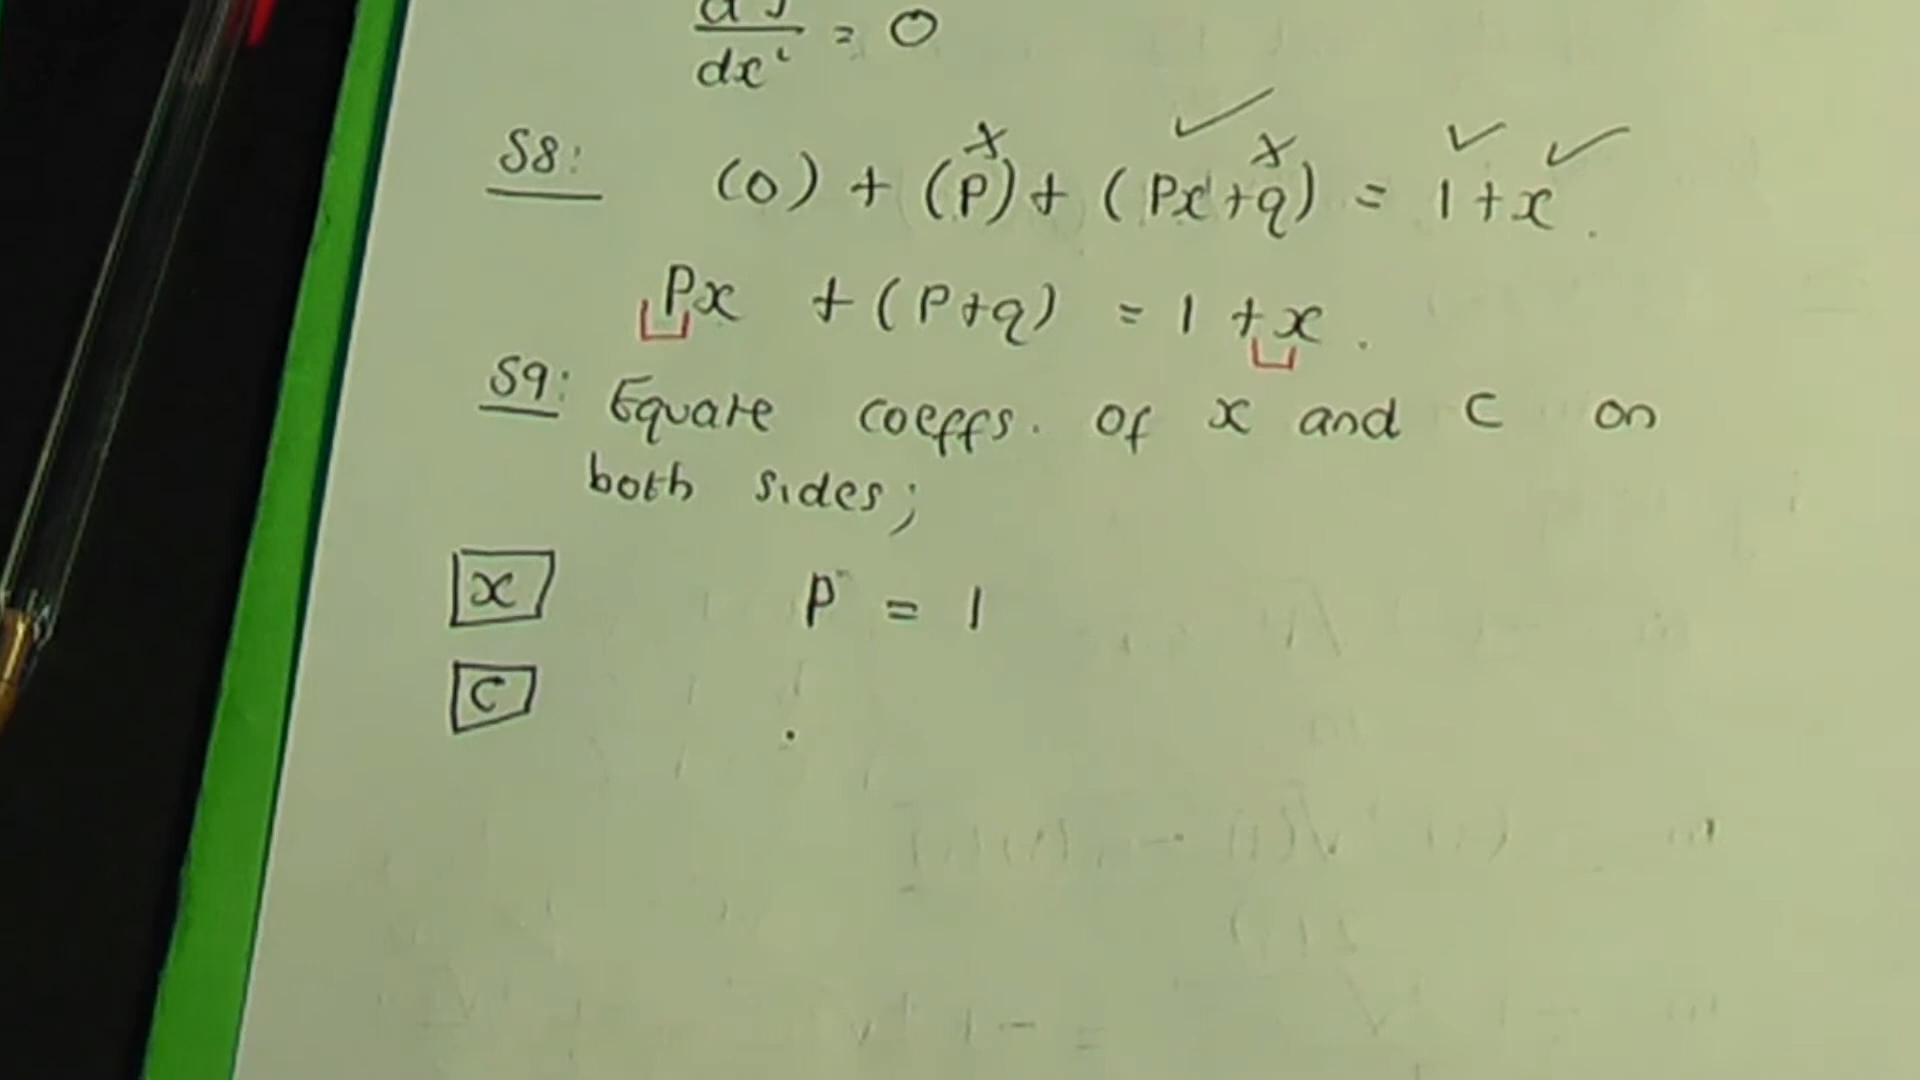 dx² = 0
S8: (0) + (P) + (Px+q) = 1+x.
Px + (P+q) = 1 + x.
S9: Equate coeffs. of x and c on
both sides;
x P = 1
c